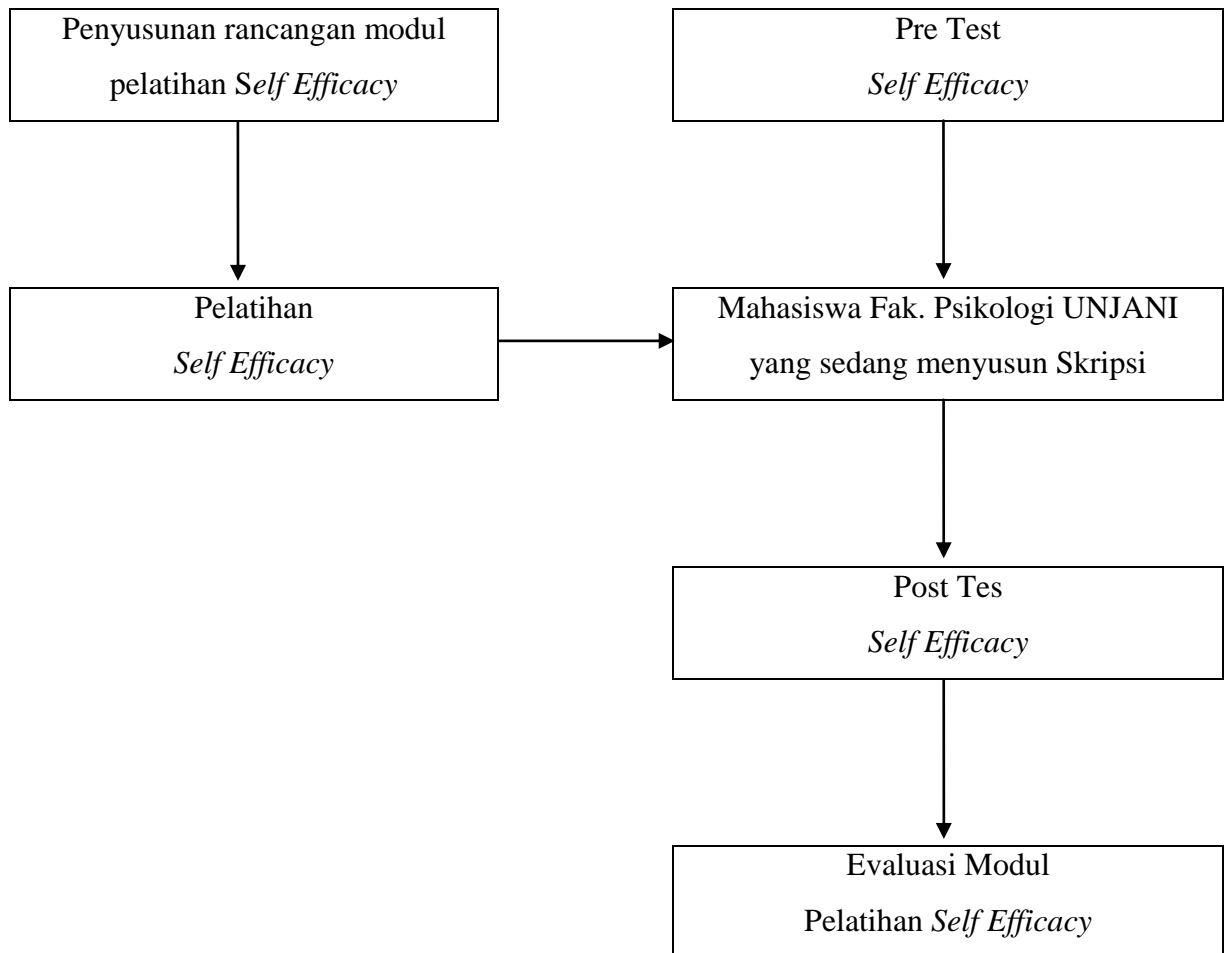 Penyusunan rancangan modul
pelatihan Self Efficacy
Pre Test
Self Efficacy
Pelatihan
Self Efficacy
Mahasiswa Fak. Psikologi UNJANI
yang sedang menyusun Skripsi
Post Tes
Self Efficacy
Evaluasi Modul
Pelatihan Self Efficacy